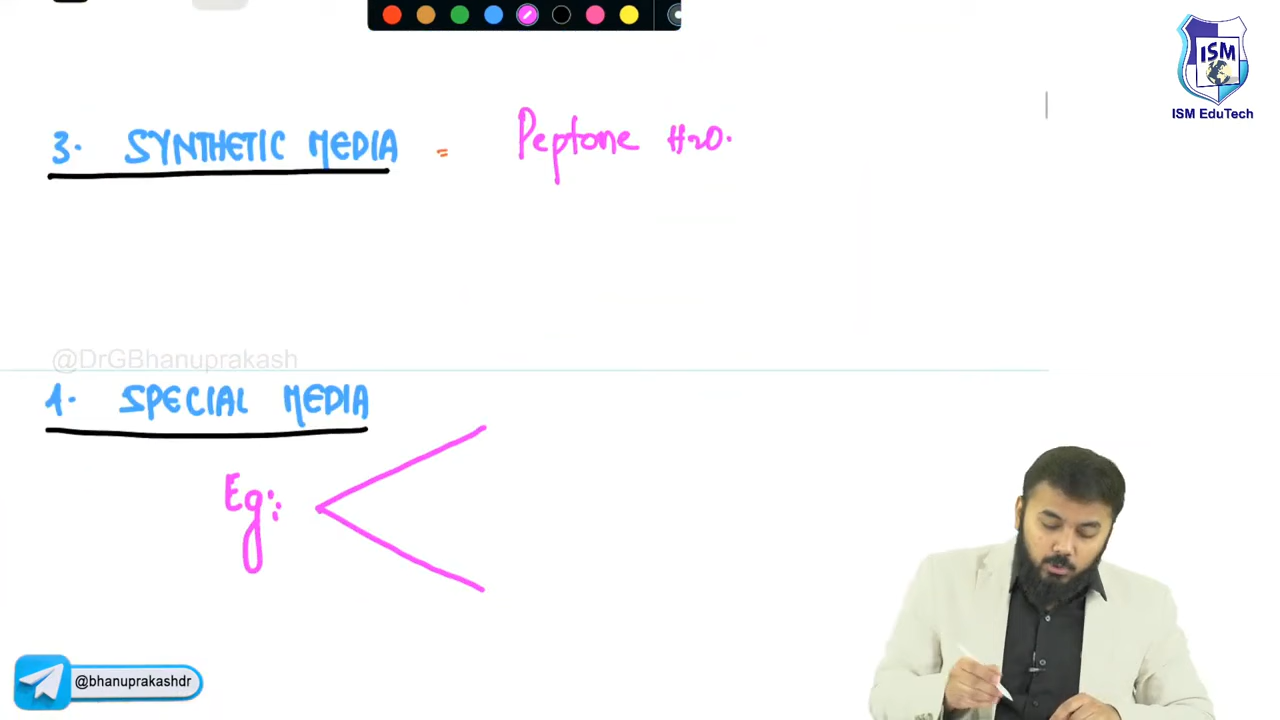 ISM
ISM EduTech
3. SYNTHETIC MEDIA = Peptone H2O.
@DrGBhanuprakash
4. SPECIAL MEDIA
Eg:
@bhanuprakashdr